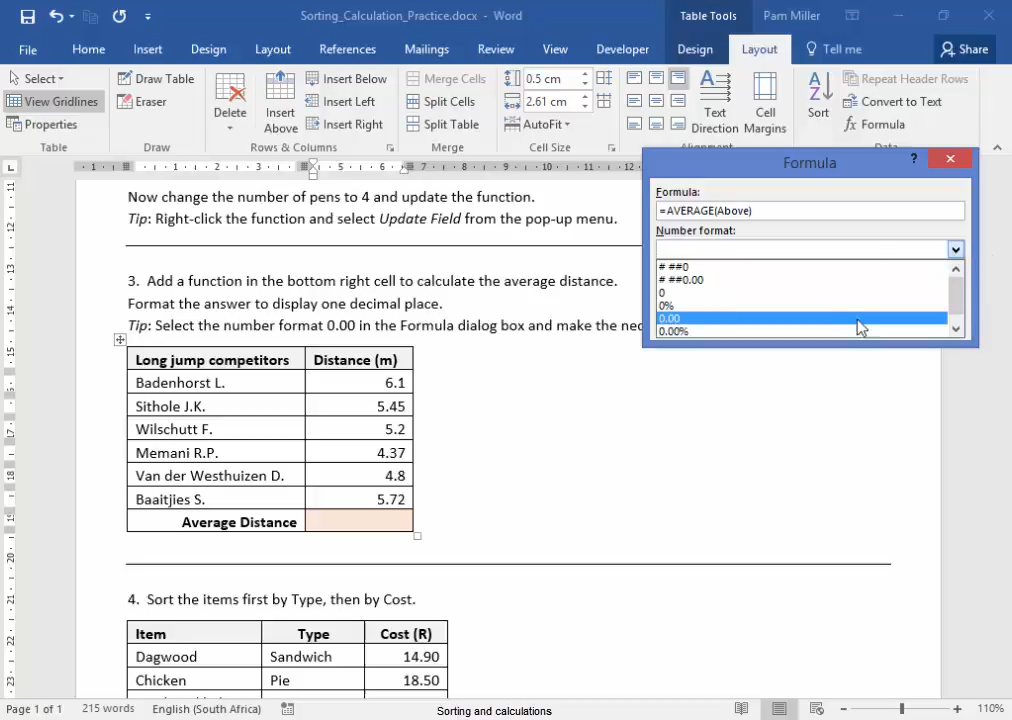 Sorting_Calculation_Practice.docx - Word
Table Tools
Pam Miller
File Home Insert Design Layout References Mailings Review View Developer Design Layout Tell me Share
Select
View Gridlines
Properties
Table
Draw Table
Eraser
Draw
Delete
Insert Above
Insert Below
Insert Left
Insert Right
Rows & Columns
Merge Cells
Split Cells
Split Table
Merge
0.5 cm
2.61 cm
AutoFit
Cell Size
Text Direction
Cell Margins
Alignment
Sort
Repeat Header Rows
Convert to Text
fx Formula
Data
Formula
?
Formula:
=AVERAGE(Above)
Number format:
# ##0
# ##0.00
0
0%
0.00
0.00%
Now change the number of pens to 4 and update the function.
Tip: Right-click the function and select Update Field from the pop-up menu.
3. Add a function in the bottom right cell to calculate the average distance.
Format the answer to display one decimal place.
Tip: Select the number format 0.00 in the Formula dialog box and make the nec
Long jump competitors Distance (m)
Badenhorst L. 6.1
Sithole J.K. 5.45
Wilschutt F. 5.2
Memani R.P. 4.37
Van der Westhuizen D. 4.8
Baaitjies S. 5.72
Average Distance
4. Sort the items first by Type, then by Cost.
Item Type Cost (R)
Dagwood Sandwich 14.90
Chicken Pie 18.50
Page 1 of 1 215 words English (South Africa) Sorting and calculations 110%